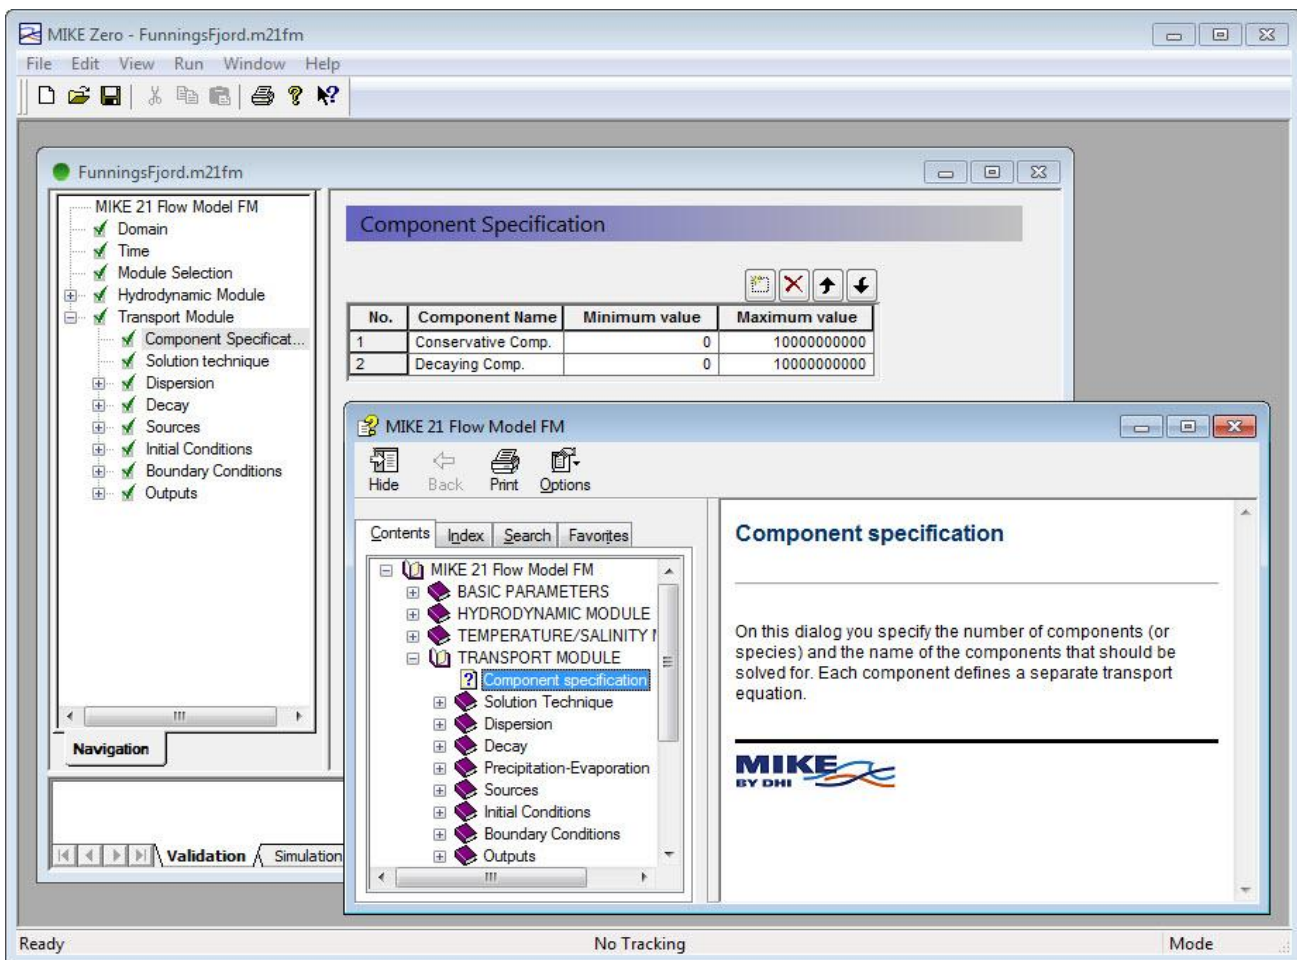 MIKE Zero - FunningsFjord.m21fm
File Edit View Run Window Help
FunningsFjord.m21fm
MIKE 21 Flow Model FM
Domain
Time
Module Selection
Hydrodynamic Module
Transport Module
Component Specificat...
Solution technique
Dispersion
Decay
Sources
Initial Conditions
Boundary Conditions
Outputs
Navigation
Component Specification
No. Component Name Minimum value Maximum value
1 Conservative Comp. 0 10000000000
2 Decaying Comp. 0 10000000000
Validation Simulation
MIKE 21 Flow Model FM
Hide Back Print Options
Contents Index Search Favorites
MIKE 21 Flow Model FM
BASIC PARAMETERS
HYDRODYNAMIC MODULE
TEMPERATURE/SALINITY
TRANSPORT MODULE
Component specification
Solution Technique
Dispersion
Decay
Precipitation-Evaporation
Sources
Initial Conditions
Boundary Conditions
Outputs
Component specification
On this dialog you specify the number of components (or
species) and the name of the components that should be
solved for. Each component defines a separate transport
equation.
MIKE
BY DHI
Ready No Tracking Mode